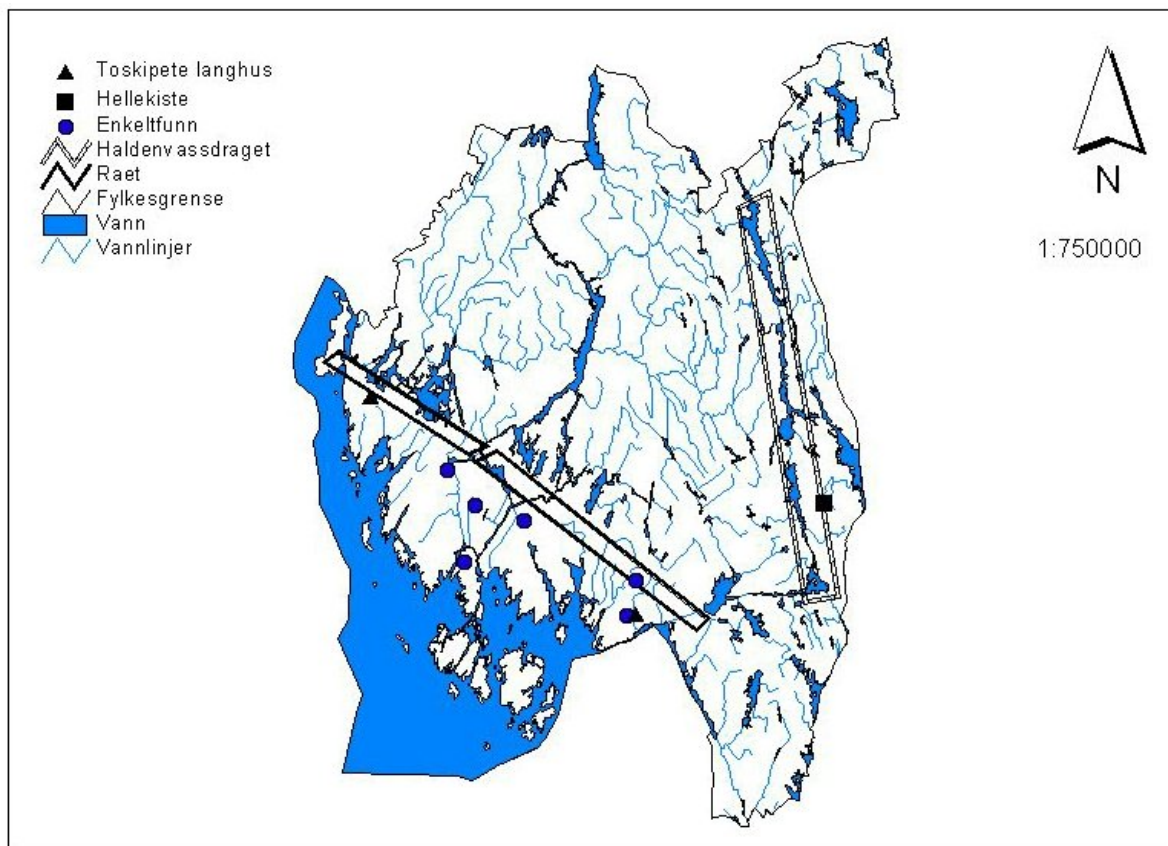 Toskipete langhus
Hellekiste
Enkeltfunn
Haldenvassdraget
Raet
Fylkesgrense
Vann
Vannlinjer
N
1:750000